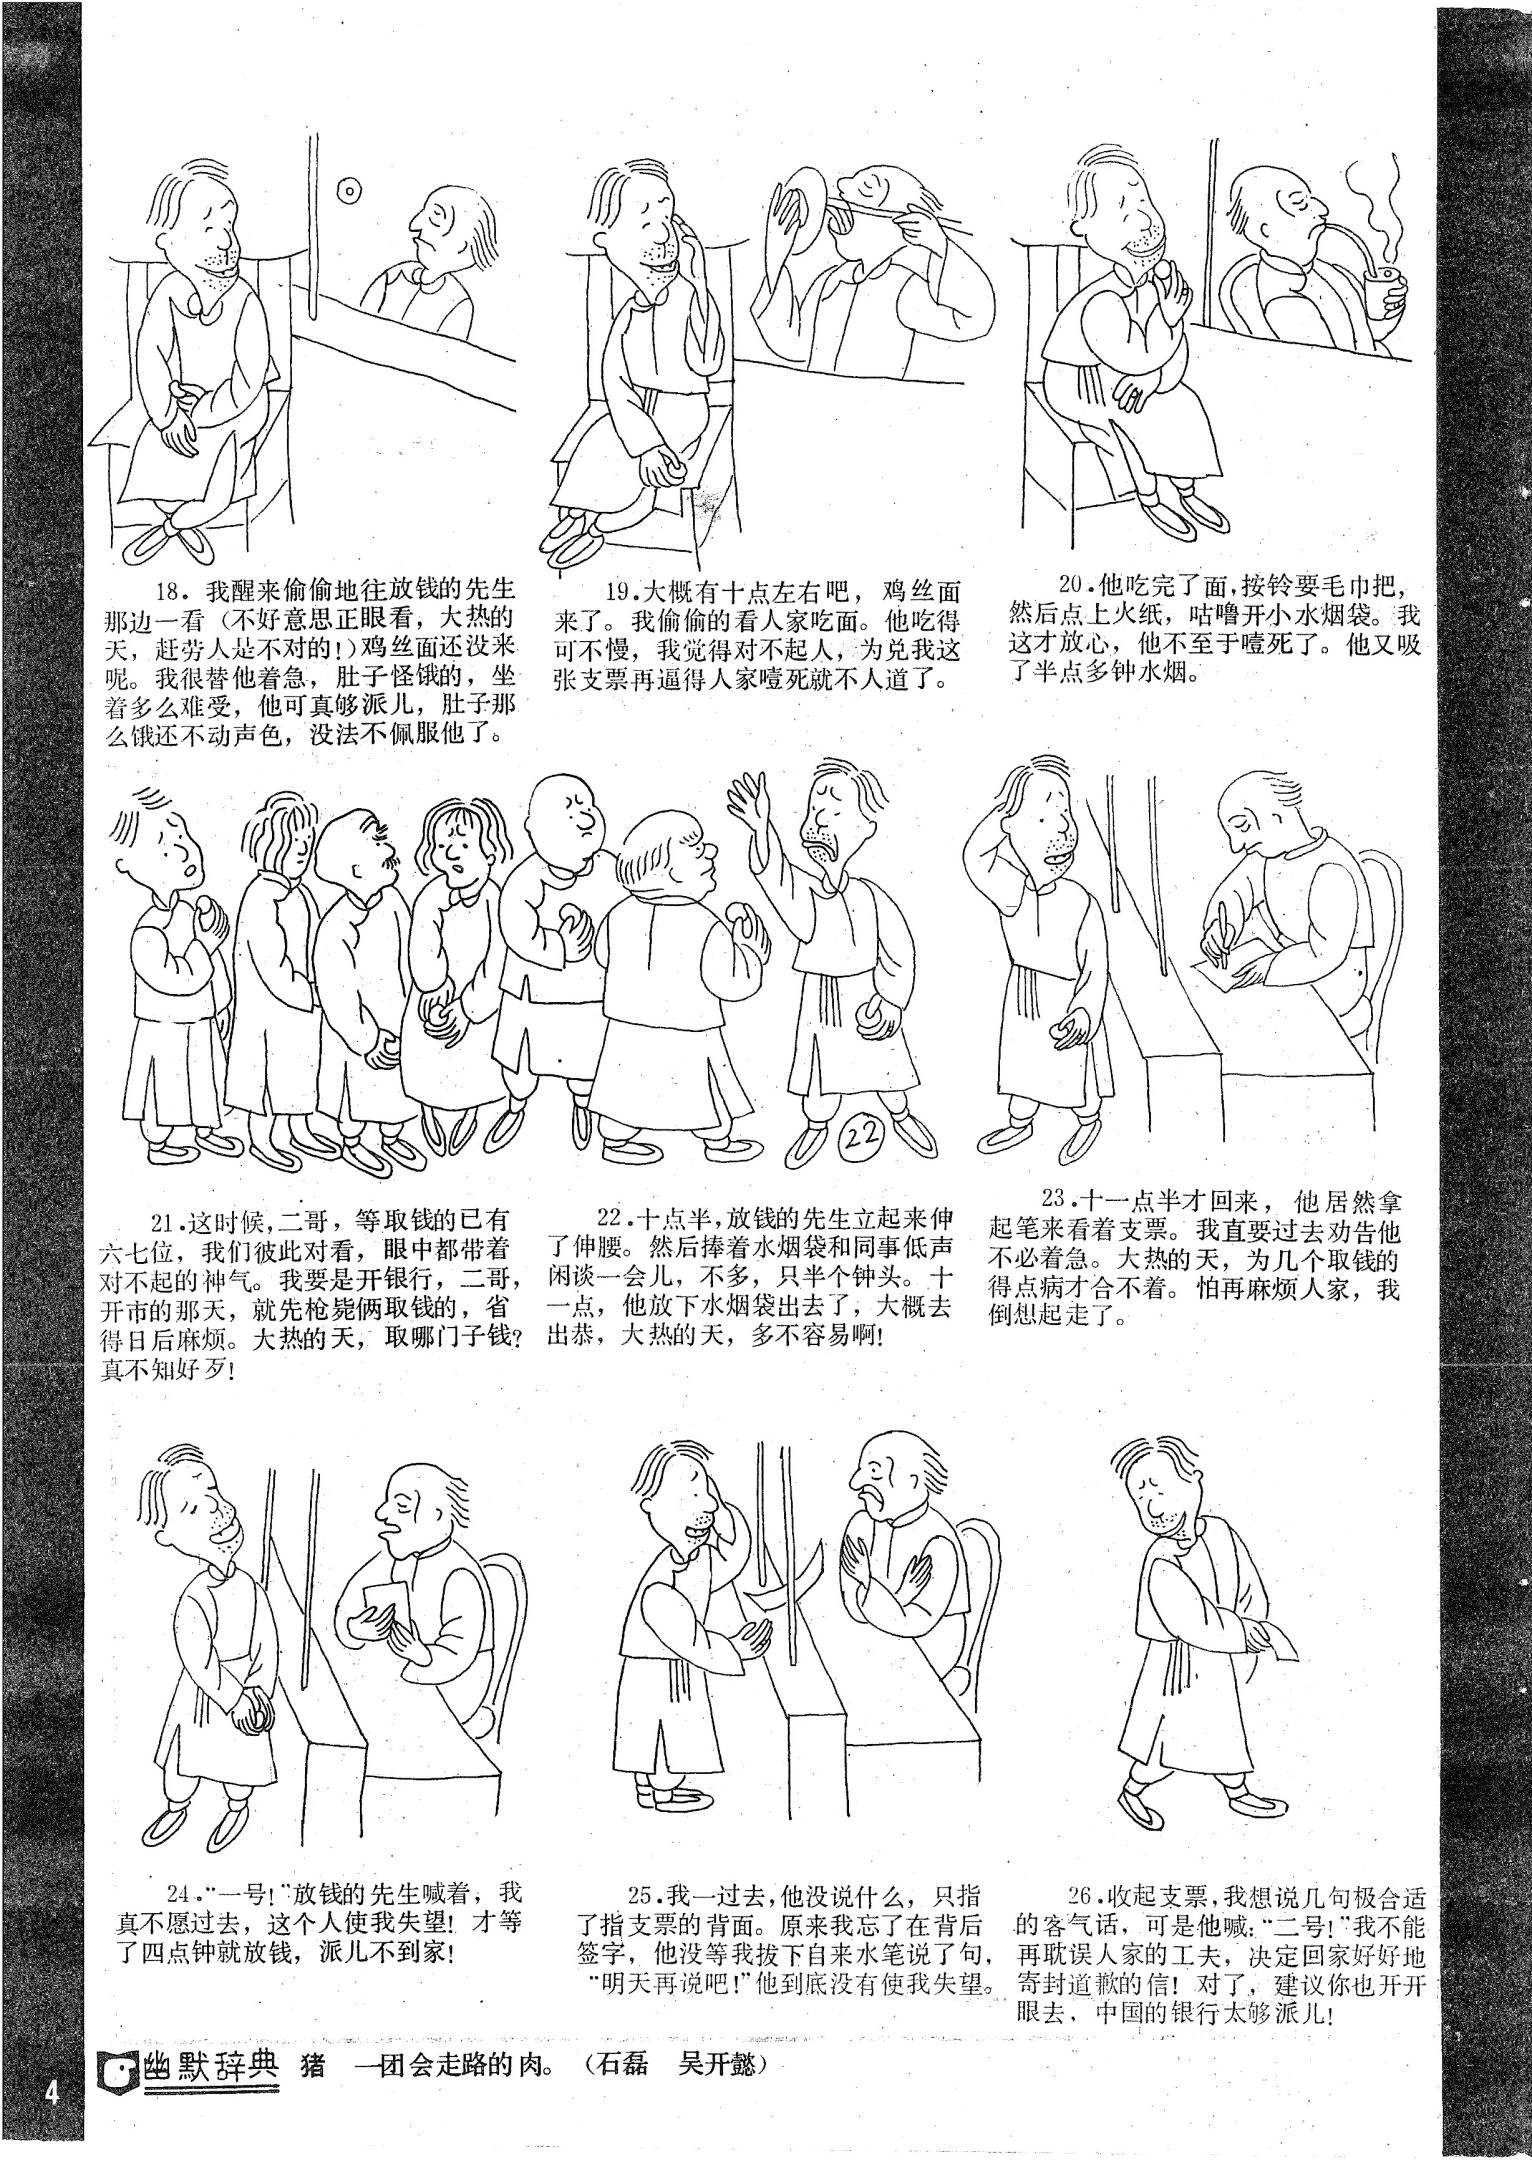 18. 我醒来偷偷地往放钱的先生
那边一看（不好意思正眼看，大热的
天，赶劳人是不对的！）鸡丝面还没来
呢。我很替他着急，肚子怪饿的，坐
着多么难受，他可真够派儿，肚子那
么饿还不动声色，没法不佩服他了。
19.大概有十点左右吧，鸡丝面
来了。我偷偷的看人家吃面。他吃得
可不慢，我觉得对不起人，为兑我这
张支票再逼得人家噎死就不人道了。
20.他吃完了面，按铃要毛巾把，
然后点上火纸，咕噜开小水烟袋。我
这才放心，他不至于噎死了。他又吸
了半点多钟水烟。
22
21.这时候，二哥，等取钱的已有
六七位，我们彼此对看，眼中都带着
对不起的神气。我要是开银行，二哥，
开市的那天，就先枪毙俩取钱的，省
得日后麻烦。大热的天，取哪门子钱？
真不知好歹！
22.十点半，放钱的先生立起来伸
了伸腰。然后捧着水烟袋和同事低声
闲谈一会儿，不多，只半个钟头。十
一点，他放下水烟袋出去了，大概去
出恭，大热的天，多不容易啊！
23.十一点半才回来，他居然拿
起笔来看着支票。我直要过去劝告他
不必着急。大热的天，为几个取钱的
得点病才合不着。怕再麻烦人家，我
倒想起走了。
24.“一号！”放钱的先生喊着，我
真不愿过去，这个人使我失望！才等
了四点钟就放钱，派儿不到家！
25.我一过去，他没说什么，只指
了指支票的背面。原来我忘了在背后
签字，他没等我拔下自来水笔说了句，
“明天再说吧！”他到底没有使我失望。
26.收起支票，我想说几句极合适
的客气话，可是他喊：“二号！”我不能
再耽误人家的工夫，决定回家好好地
寄封道歉的信！对了，建议你也开开
眼去，中国的银行太够派儿！
幽默辞典 猪 一团会走路的肉。（石磊 吴开懿）
4